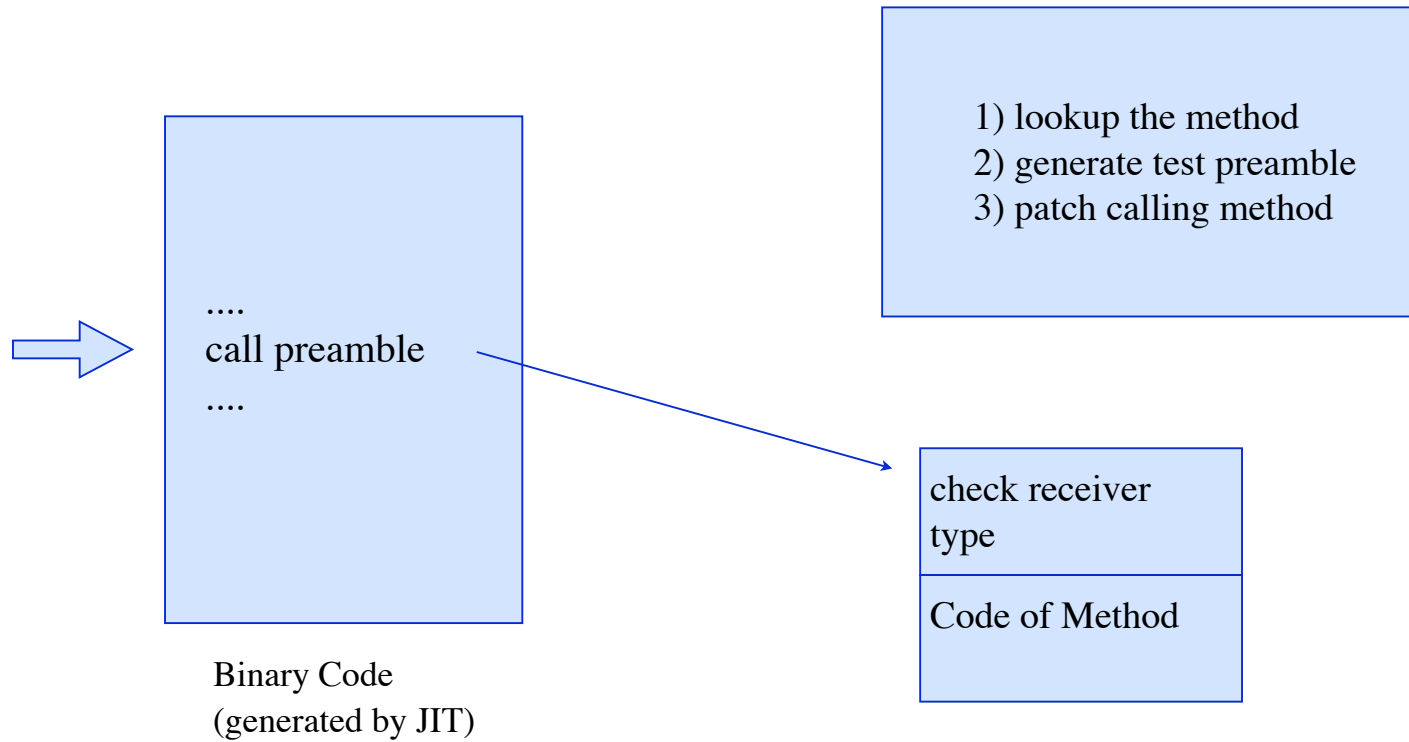 1) lookup the method
2) generate test preamble
3) patch calling method
....
call preamble
....
check receiver
type
Code of Method
Binary Code
(generated by JIT)